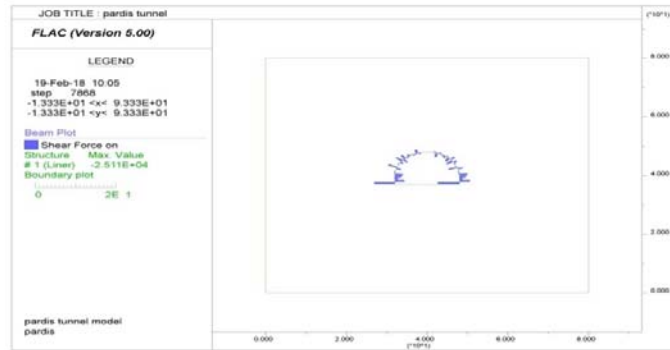 JOB TITLE : pardis tunnel
(*10^1)
FLAC (Version 5.00)
LEGEND
19-Feb-18 10:05
step 7868
-1.333E+01 <x< 9.333E+01
-1.333E+01 <y< 9.333E+01
Beam Plot
Shear Force on
Structure Max. Value
# 1 (Liner) -2.511E+04
Boundary plot
0 2E 1
pardis tunnel model
pardis
8.000
6.000
4.000
2.000
0.000
0.000 2.000 4.000 6.000 8.000
(*10^1)